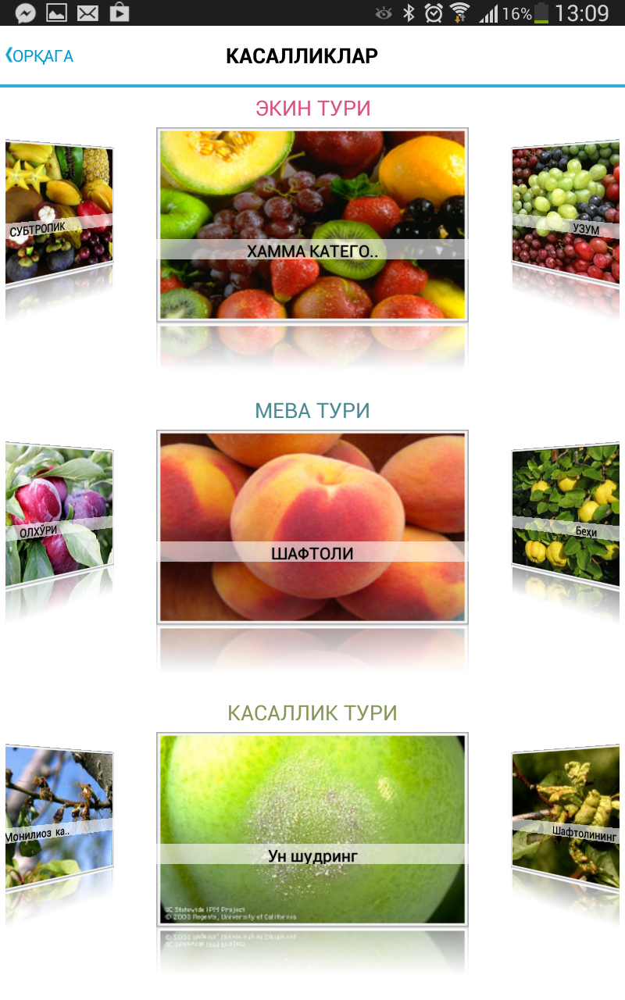 16% 13:09
ОРҚАГА
КАСАЛЛИКЛАР
ЭКИН ТУРИ
СУБТРОПИК
ХАММА КАТЕГО..
УЗУМ
МЕВА ТУРИ
ОЛХЎРИ
ШАФТОЛИ
Беҳи
КАСАЛЛИК ТУРИ
Монилиоз ка..
Ун шудринг
Шафтолининг
UC Statewide IPM Project
© 2000 Regents, University of California